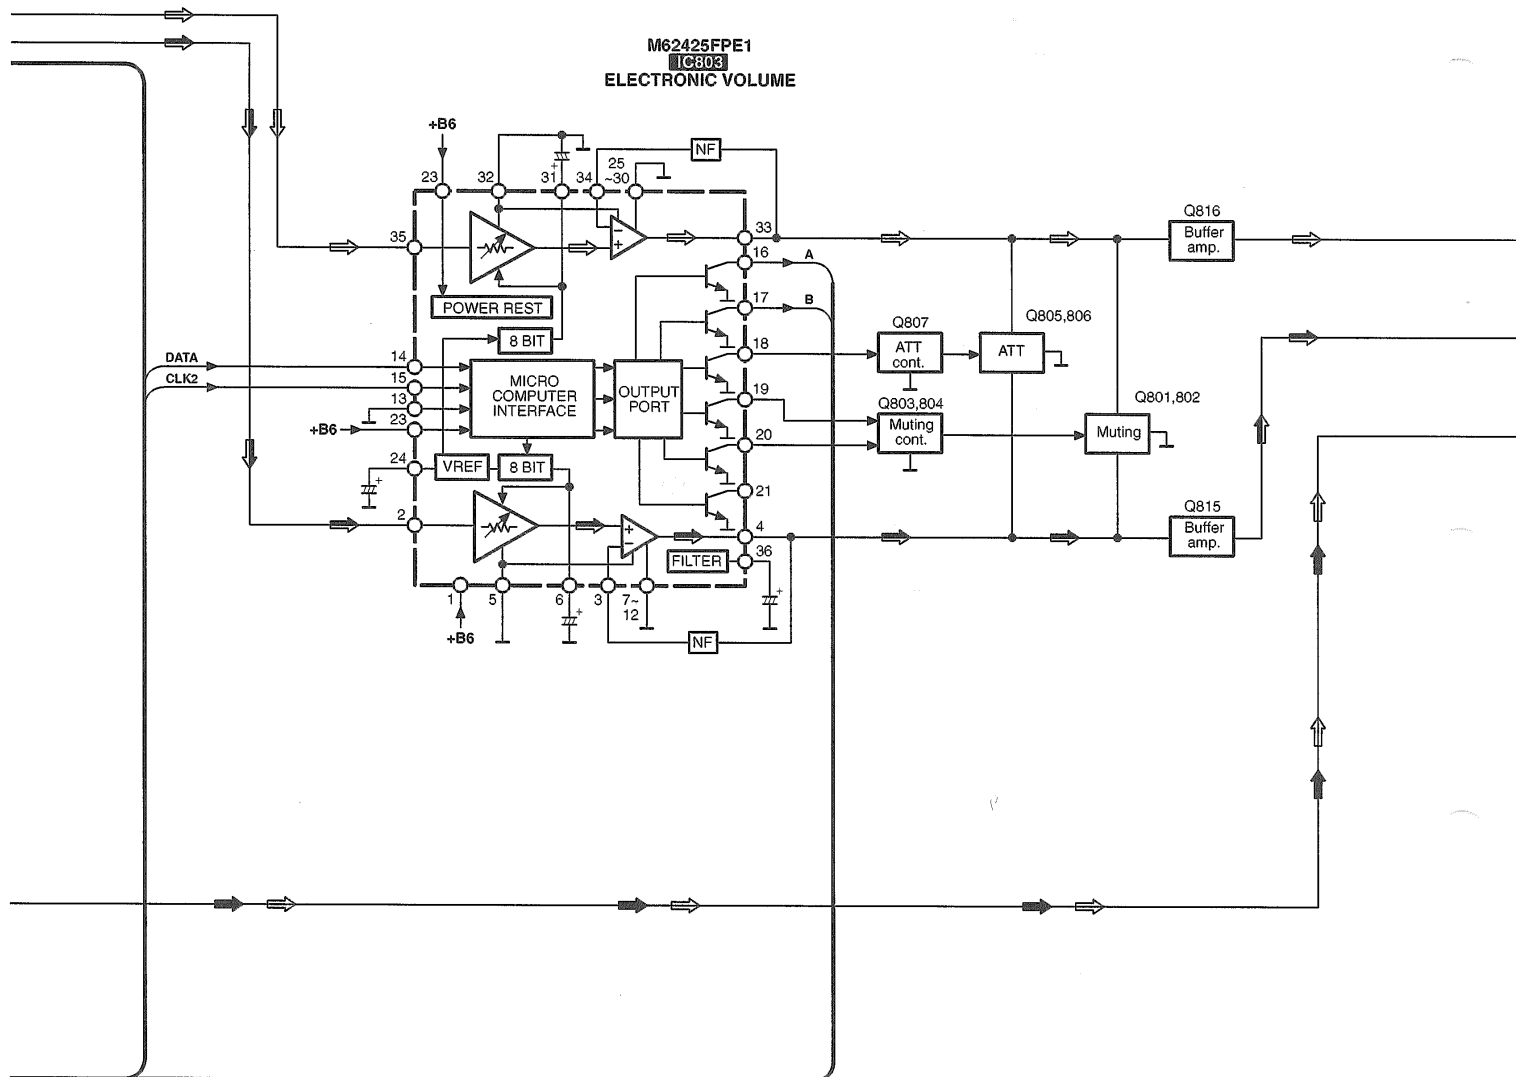 M62425FPE1
IC803
ELECTRONIC VOLUME
+B6
NF
23
32
31
34
25
~30
+
35
−
+
33
16
A
17
B
POWER REST
8 BIT
18
Q807
ATT
cont.
Q805,806
ATT
Q816
Buffer
amp.
DATA
14
CLK2
15
13
+B6
23
MICRO
COMPUTER
INTERFACE
OUTPUT
PORT
19
Q803,804
Muting
cont.
20
Q801,802
Muting
24
+
VREF
8 BIT
21
2
+
−
4
Q815
Buffer
amp.
FILTER
36
+
1
5
6
3
7~
12
+
+B6
NF